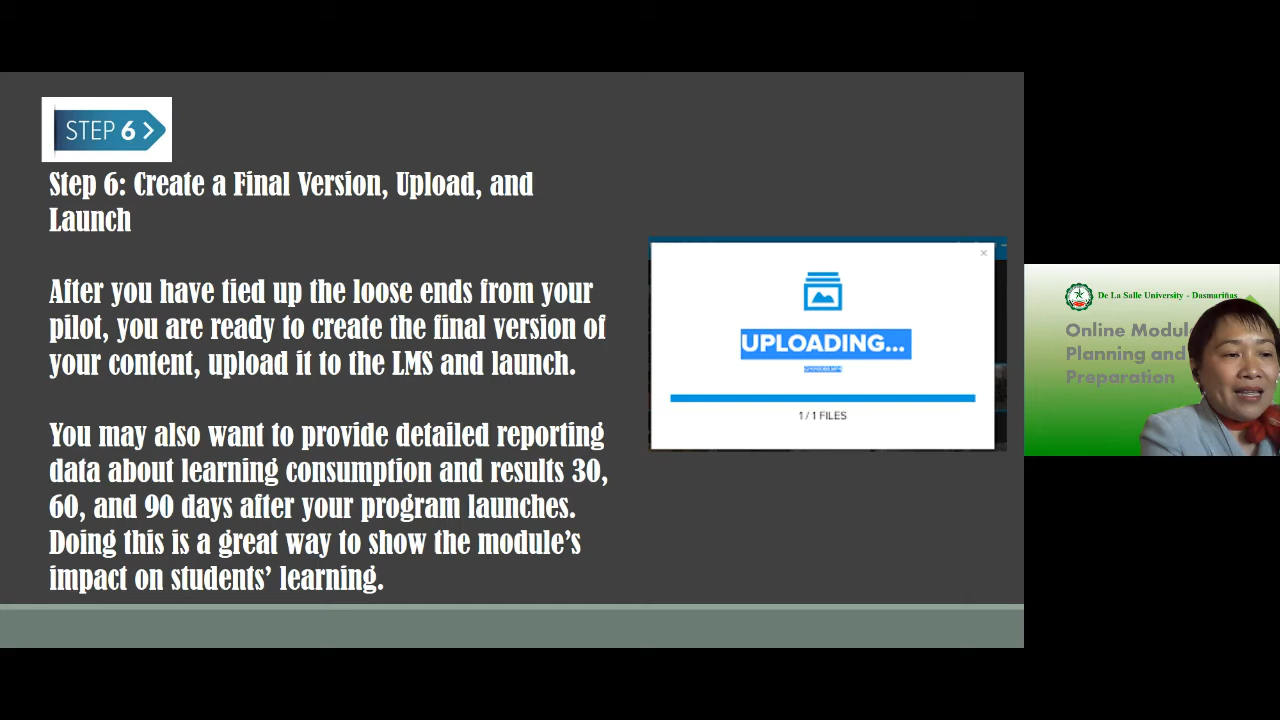 STEP 6
Step 6: Create a Final Version, Upload, and
Launch
After you have tied up the loose ends from your
pilot, you are ready to create the final version of
your content, upload it to the LMS and launch.
You may also want to provide detailed reporting
data about learning consumption and results 30,
60, and 90 days after your program launches.
Doing this is a great way to show the module’s
impact on students’ learning.
UPLOADING...
1 / 1 FILES
De La Salle University - Dasmariñas
Online Modul
Planning and
Preparation